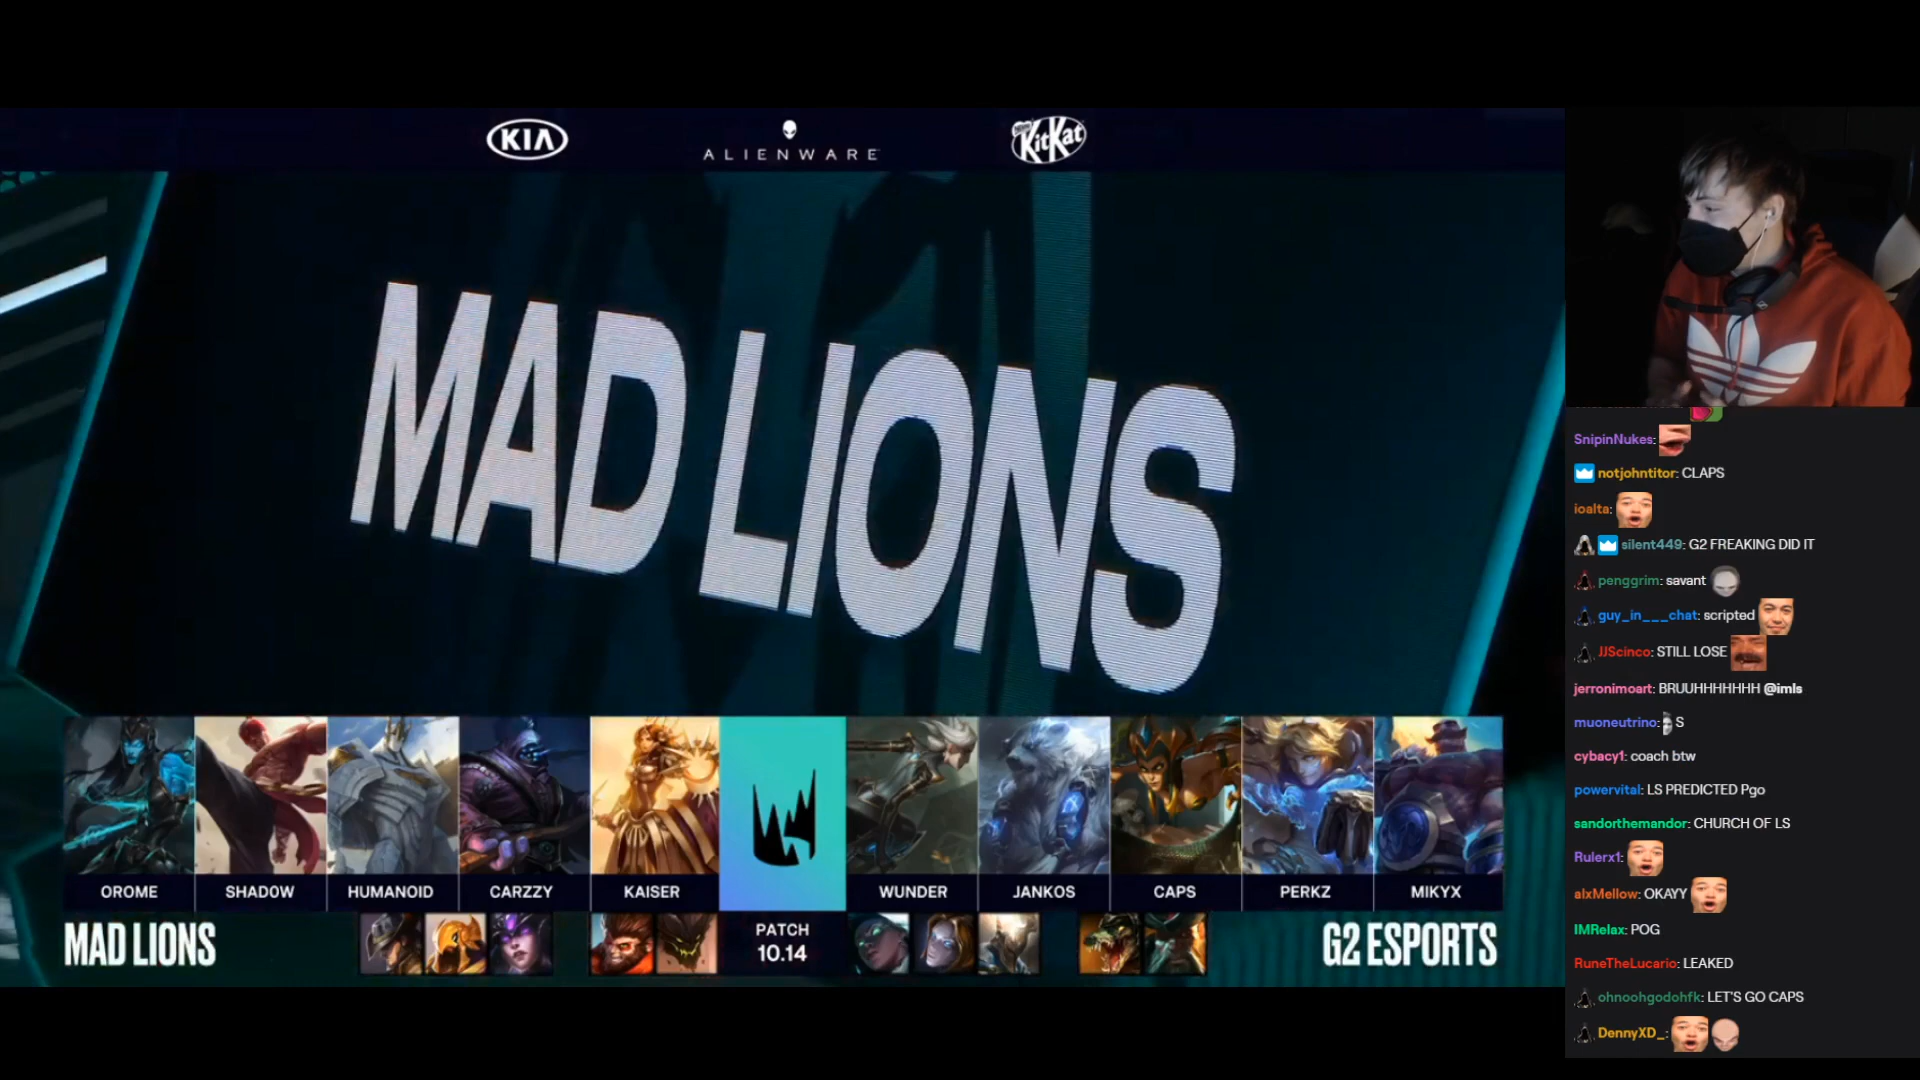 KIA
ALIENWARE
KitKat
MAD LIONS
OROME
SHADOW
HUMANOID
CARZZY
KAISER
WUNDER
JANKOS
CAPS
PERKZ
MIKYX
MAD LIONS
PATCH
10.14
G2 ESPORTS
SnipinNukes:
notjohntitor: CLAPS
ioalta:
silent449: G2 FREAKING DID IT
penggrim: savant
guy_in___chat: scripted
JJScinco: STILL LOSE
jerronimoart: BRUUHHHHHHH @imls
muoneutrino: S
cybacy1: coach btw
powervital: LS PREDICTED Pgo
sandorthemandor: CHURCH OF LS
Rulerx1:
alxMellow: OKAYY
IMRelax: POG
RuneTheLucario: LEAKED
ohnoohgodohfk: LET'S GO CAPS
DennyXD_: